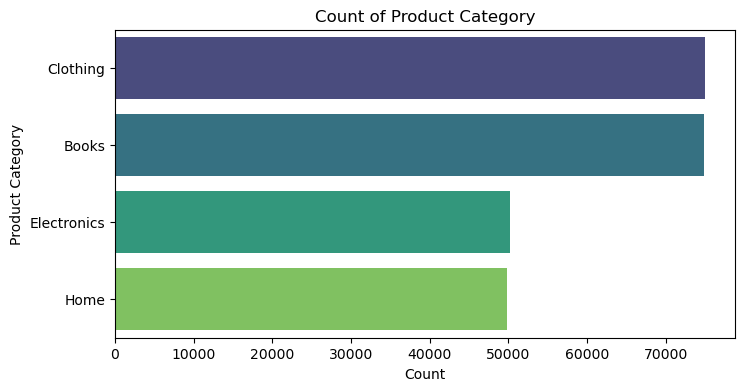 Count of Product Category
Product Category
Clothing
Books
Electronics
Home
0 10000 20000 30000 40000 50000 60000 70000
Count